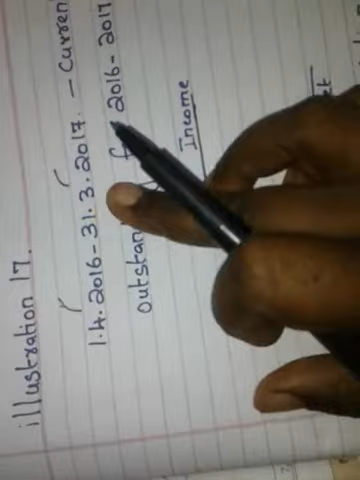 illustration 17.
1.4.2016 - 31.3.2017. - Curren
outstan f 2016-2017
Income